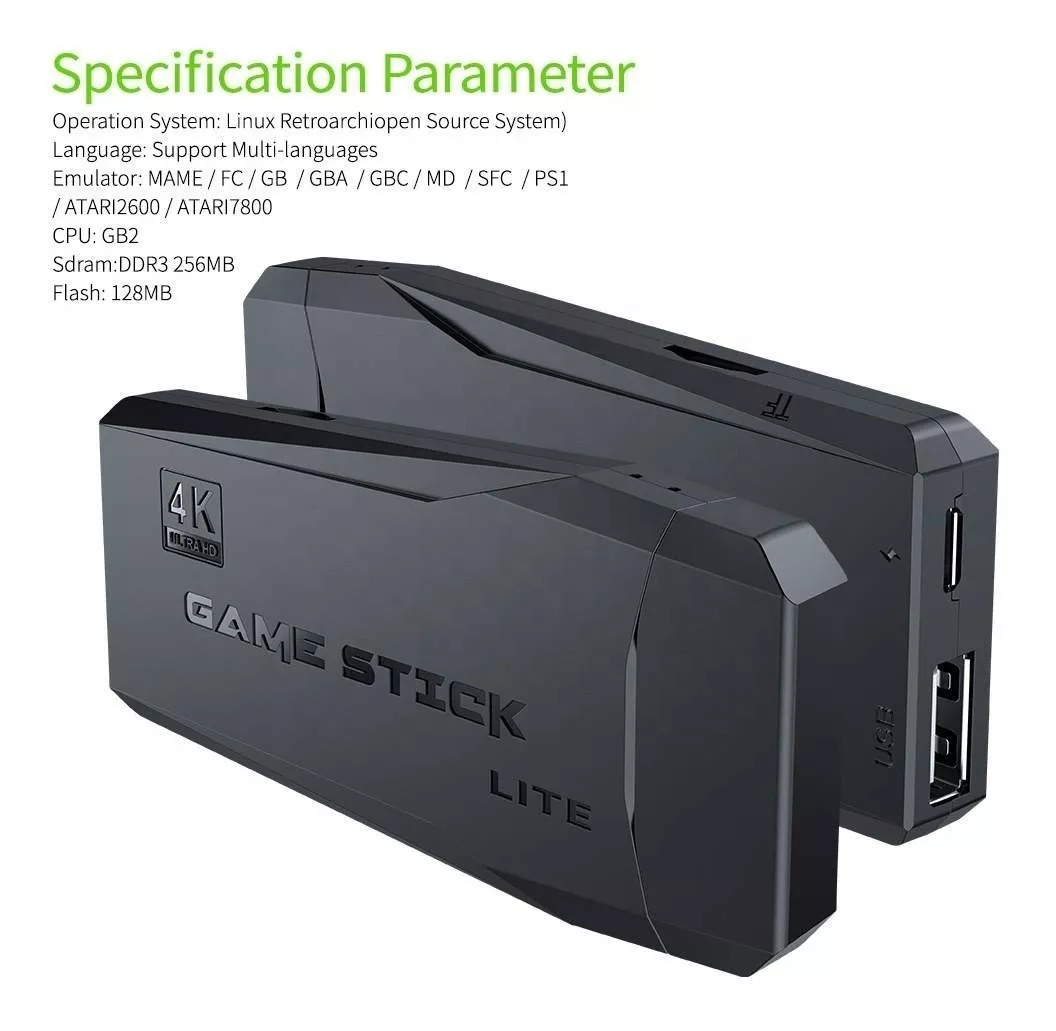 Specification Parameter
Operation System: Linux Retroarchiopen Source System)
Language: Support Multi-languages
Emulator: MAME / FC / GB / GBA / GBC / MD / SFC / PS1
/ ATARI2600 / ATARI7800
CPU: GB2
Sdram:DDR3 256MB
Flash: 128MB
TF
4K
ULTRA HD
GAME STICK
LITE
USB